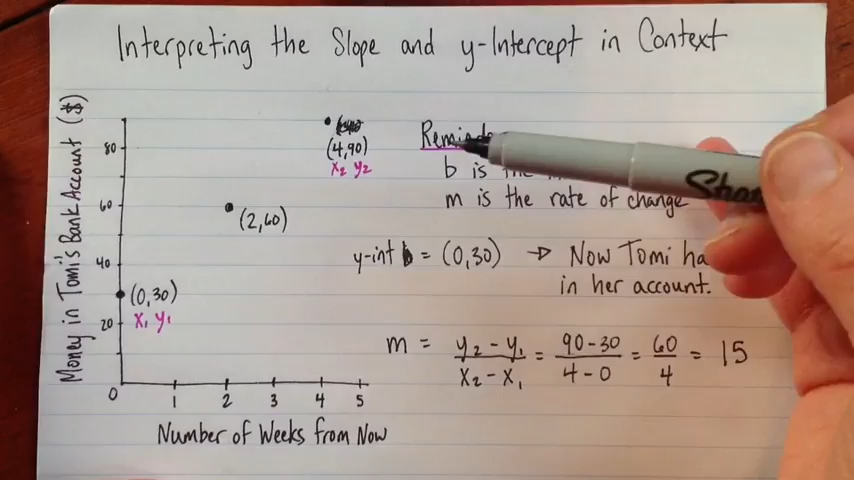 Interpreting the Slope and y-Intercept in Context
Money in Tomi's Bank Account ($)
80
60
40
20
0
1 2 3 4 5
Number of Weeks from Now
(4,90)
x₂ y₂
(2,60)
(0,30)
x₁ y₁
b is
m is the rate of change
y-int = (0,30) → Now Tomi
in her account.
m = y₂ - y₁ / x₂ - x₁ = 90 - 30 / 4 - 0 = 60 / 4 = 15